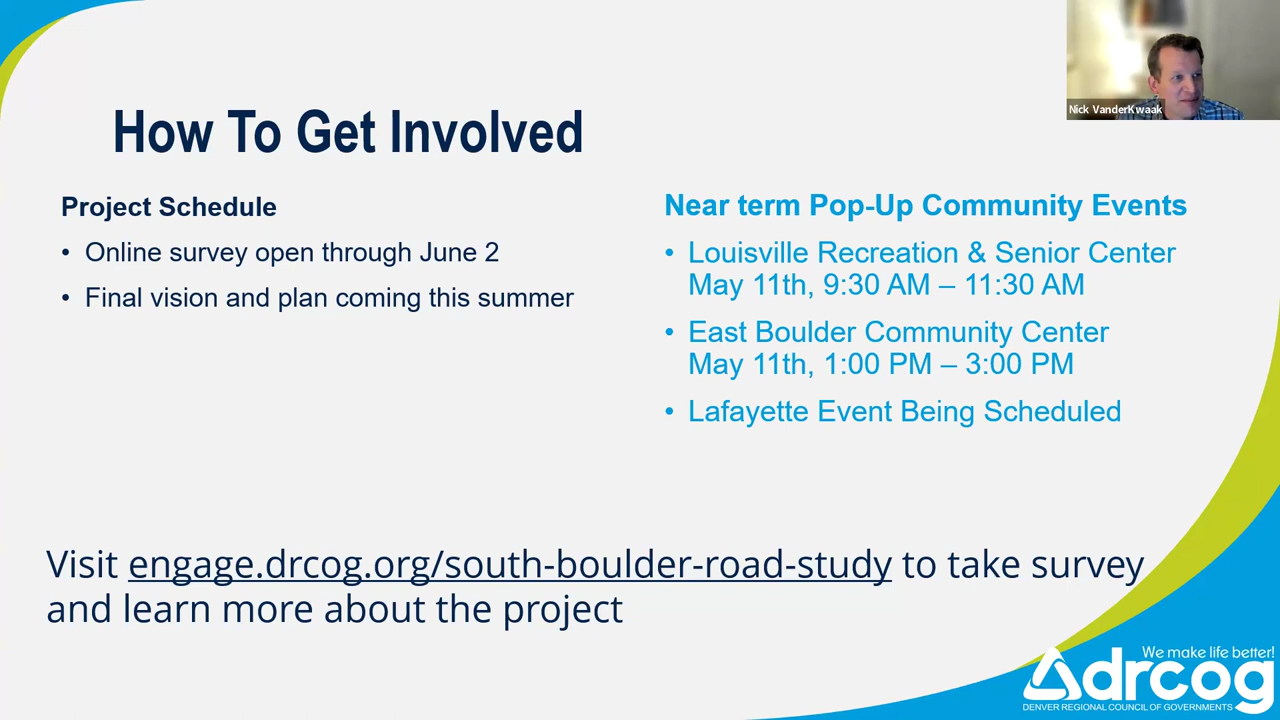 Nick VanderKwaak
How To Get Involved
Project Schedule
• Online survey open through June 2
• Final vision and plan coming this summer
Near term Pop-Up Community Events
• Louisville Recreation & Senior Center
May 11th, 9:30 AM – 11:30 AM
• East Boulder Community Center
May 11th, 1:00 PM – 3:00 PM
• Lafayette Event Being Scheduled
Visit engage.drcog.org/south-boulder-road-study to take survey
and learn more about the project
We make life better!
drcog
DENVER REGIONAL COUNCIL OF GOVERNMENTS